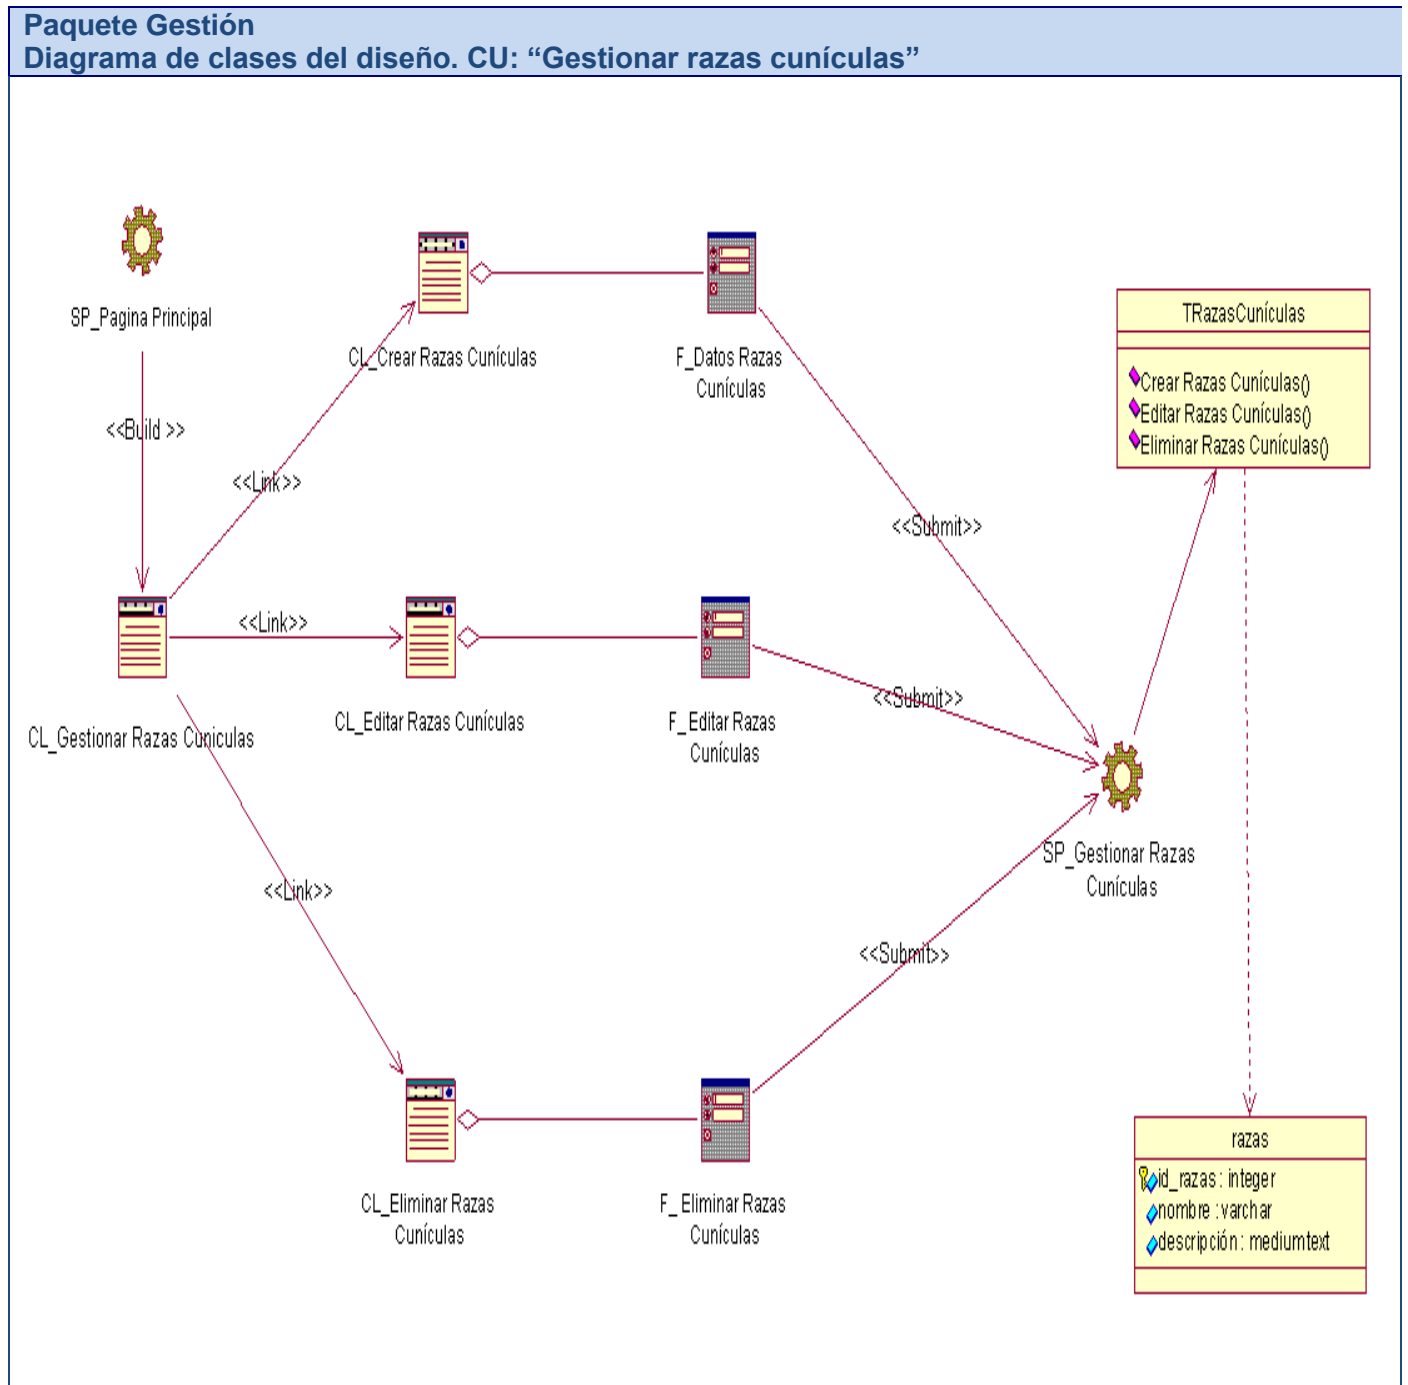 Paquete Gestión
Diagrama de clases del diseño. CU: “Gestionar razas cunículas”
SP_Pagina Principal
<<Build >>
CL_Gestionar Razas Cuniculas
<<Link>>
CL_Crear Razas Cunículas
F_Datos Razas
Cunículas
<<Submit>>
<<Link>>
CL_Editar Razas Cunículas
F_Editar Razas
Cunículas
<<Submit>>
<<Link>>
CL_Eliminar Razas
Cunículas
F_ Eliminar Razas
Cunículas
<<Submit>>
SP_Gestionar Razas
Cunículas
TRazasCunículas
Crear Razas Cunículas()
Editar Razas Cunículas()
Eliminar Razas Cunículas()
razas
id_razas : integer
nombre : varchar
descripción : mediumtext